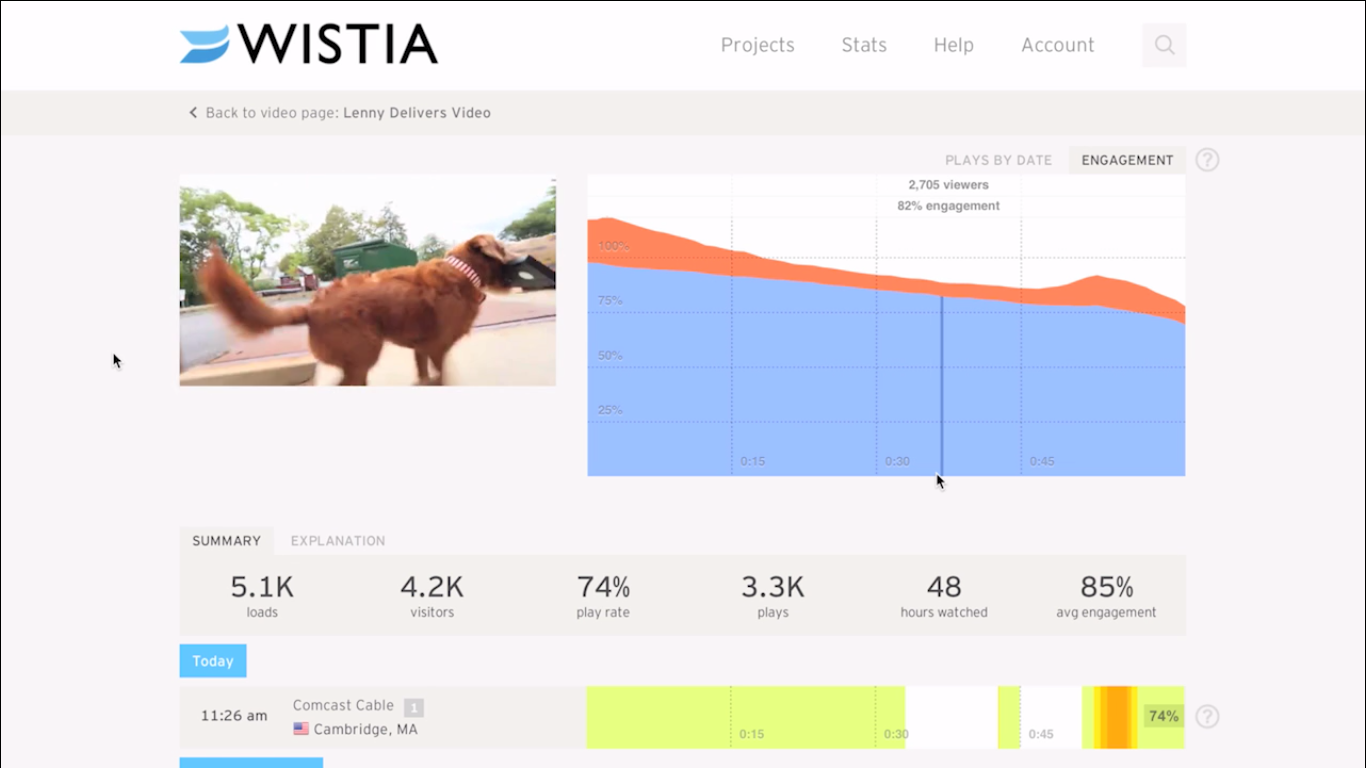 WISTIA
Projects Stats Help Account
Back to video page: Lenny Delivers Video
PLAYS BY DATE ENGAGEMENT ?
2,705 viewers
82% engagement
100%
75%
50%
25%
0:15 0:30 0:45
SUMMARY EXPLANATION
5.1K 4.2K 74% 3.3K 48 85%
loads visitors play rate plays hours watched avg engagement
Today
11:26 am Comcast Cable 1
Cambridge, MA
0:15 0:30 0:45 74% ?